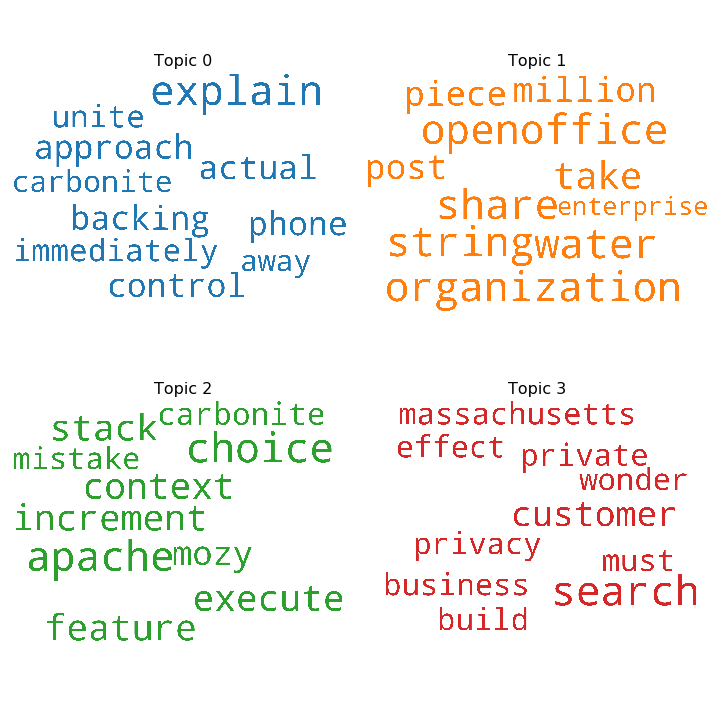 Topic 0
explain
unite
approach
actual
carbonite
backing
phone
immediately
away
control
Topic 1
piece million
openoffice
post
take
share enterprise
string water
organization
Topic 2
carbonite
stack
choice
mistake
context
increment
apache mozy
execute
feature
Topic 3
massachusetts
effect private
wonder
customer
privacy
must
business search
build